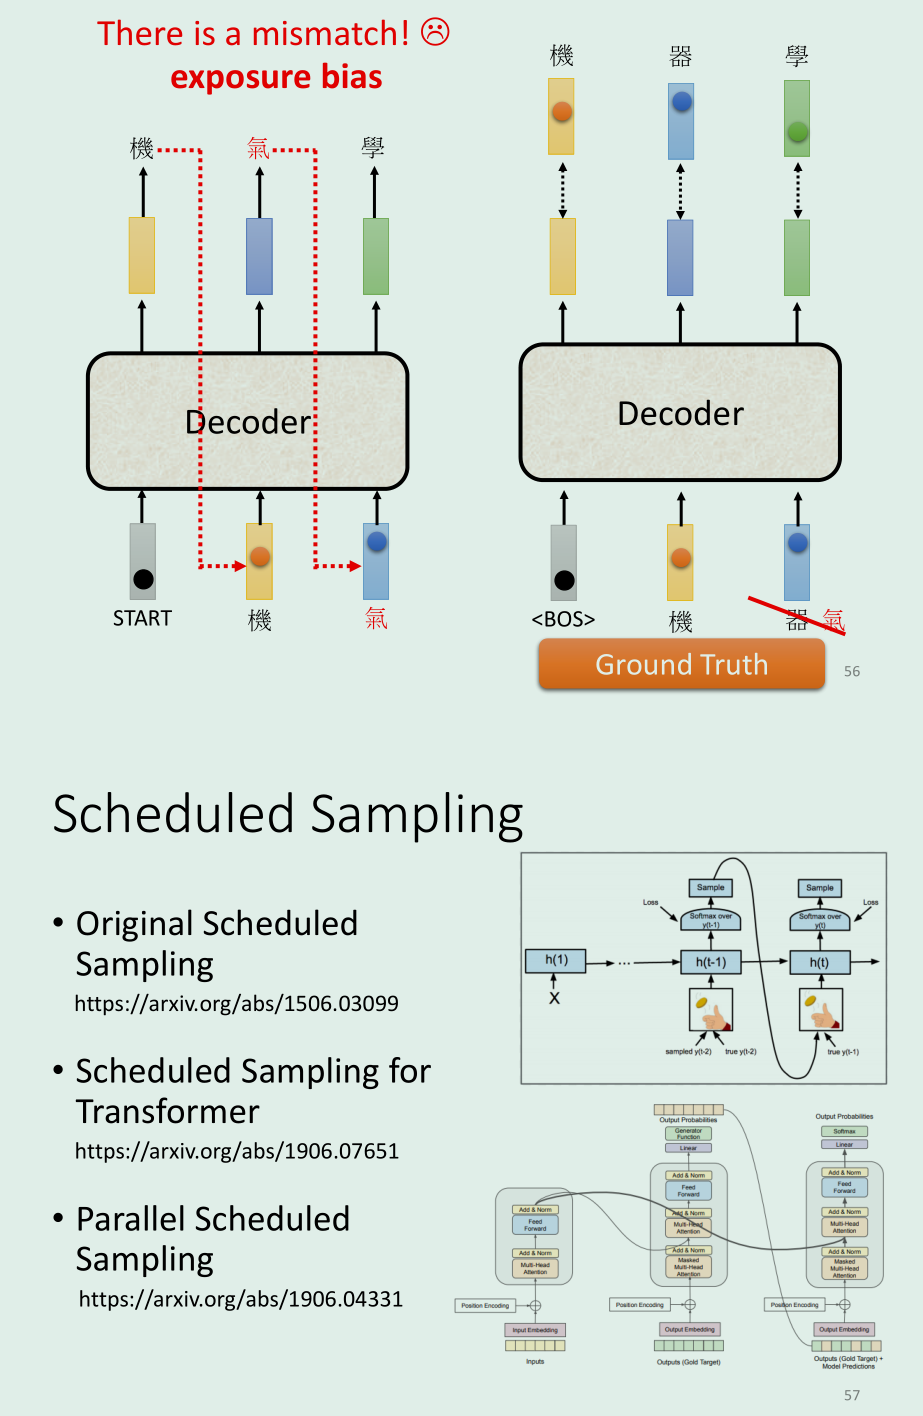 There is a mismatch! ☹
exposure bias
機 氣 學
Decoder
START 機 氣
機 器 學
Decoder
<BOS> 機 器 氣
Ground Truth
56
Scheduled Sampling
• Original Scheduled
Sampling
https://arxiv.org/abs/1506.03099
• Scheduled Sampling for
Transformer
https://arxiv.org/abs/1906.07651
• Parallel Scheduled
Sampling
https://arxiv.org/abs/1906.04331
Sample Sample
Loss Softmax over Softmax over Loss
y(t-1) y(t)
h(1) ... h(t-1) h(t)
X
sampled y(t-2) true y(t-2) true y(t-1)
Output Probabilities
Generator
Function
Linear
Add & Norm
Feed
Forward
Add & Norm
Multi-Head
Attention
Add & Norm
Masked
Multi-Head
Attention
Position Encoding
Output Embedding
Outputs (Gold Target)
Output Probabilities
Softmax
Linear
Add & Norm
Feed
Forward
Add & Norm
Multi-Head
Attention
Add & Norm
Masked
Multi-Head
Attention
Position Encoding
Output Embedding
Outputs (Gold Target) +
Model Predictions
Add & Norm
Feed
Forward
Add & Norm
Multi-Head
Attention
Position Encoding
Input Embedding
Inputs
57